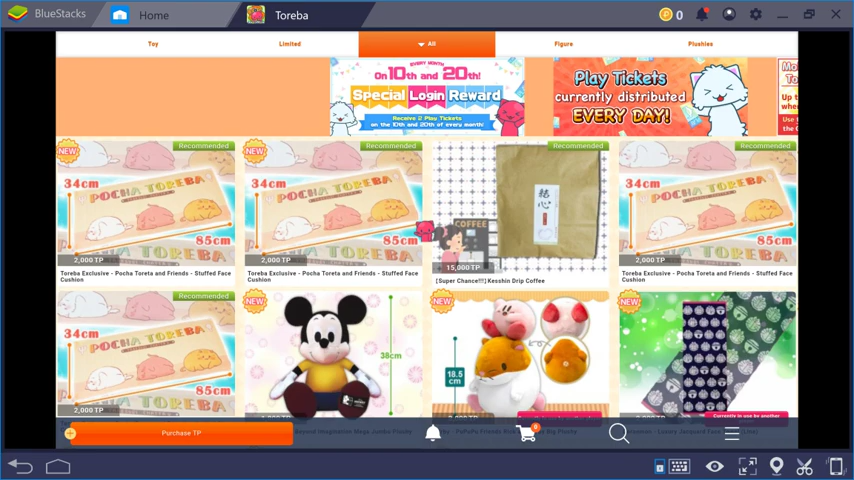 BlueStacks
Home
Toreba
0
Toy
Limited
All
Figure
Plushies
EVERY MONTH
On 10th and 20th!
Special Login Reward
Receive 2 Play Tickets
on the 10th and 20th of every month!
Play Tickets
currently distributed
EVERY DAY!
NEW
Recommended
34cm
POCHA TOREBA
85cm
2,000 TP
Toreba Exclusive - Pocha Toreta and Friends - Stuffed Face
Cushion
NEW
Recommended
34cm
POCHA TOREBA
85cm
2,000 TP
Toreba Exclusive - Pocha Toreta and Friends - Stuffed Face
Cushion
Recommended
COFFEE
結心
15,000 TP
[Super Chance!!!] Kesshin Drip Coffee
NEW
Recommended
34cm
POCHA TOREBA
85cm
2,000 TP
Toreba Exclusive - Pocha Toreta and Friends - Stuffed Face
Cushion
Recommended
34cm
POCHA TOREBA
85cm
2,000 TP
NEW
38cm
NEW
18.5
cm
NEW
Currently in use by another
Purchase TP
0